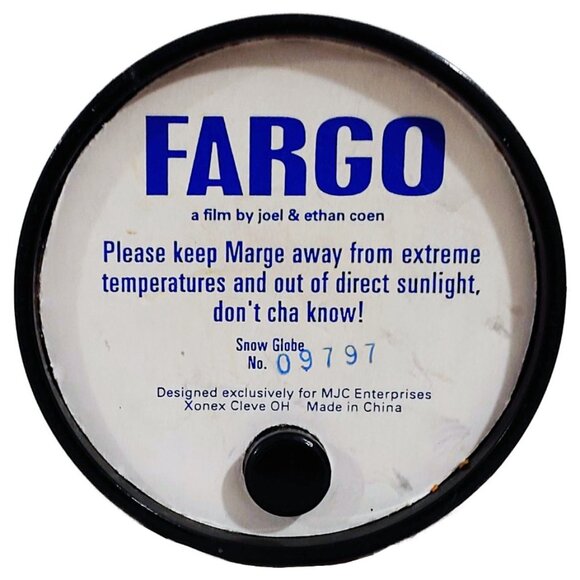 FARGO
a film by joel & ethan coen
Please keep Marge away from extreme
temperatures and out of direct sunlight,
don't cha know!
Snow Globe
No. 09797
Designed exclusively for MJC Enterprises
Xonex Cleve OH Made in China